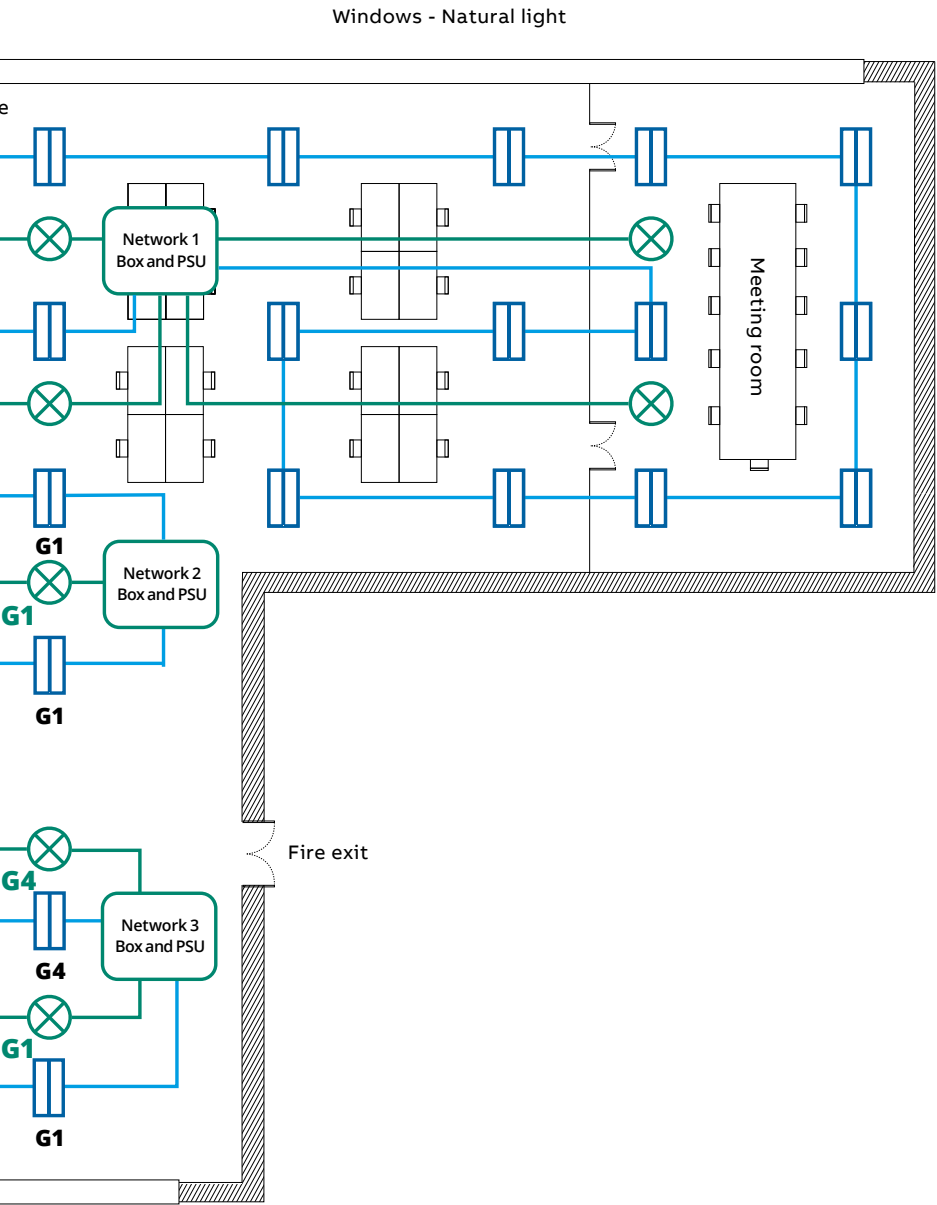 Windows - Natural light
e
Network 1
Box and PSU
Meeting room
G1
Network 2
Box and PSU
G1
G1
Fire exit
G4
Network 3
Box and PSU
G4
G1
G1